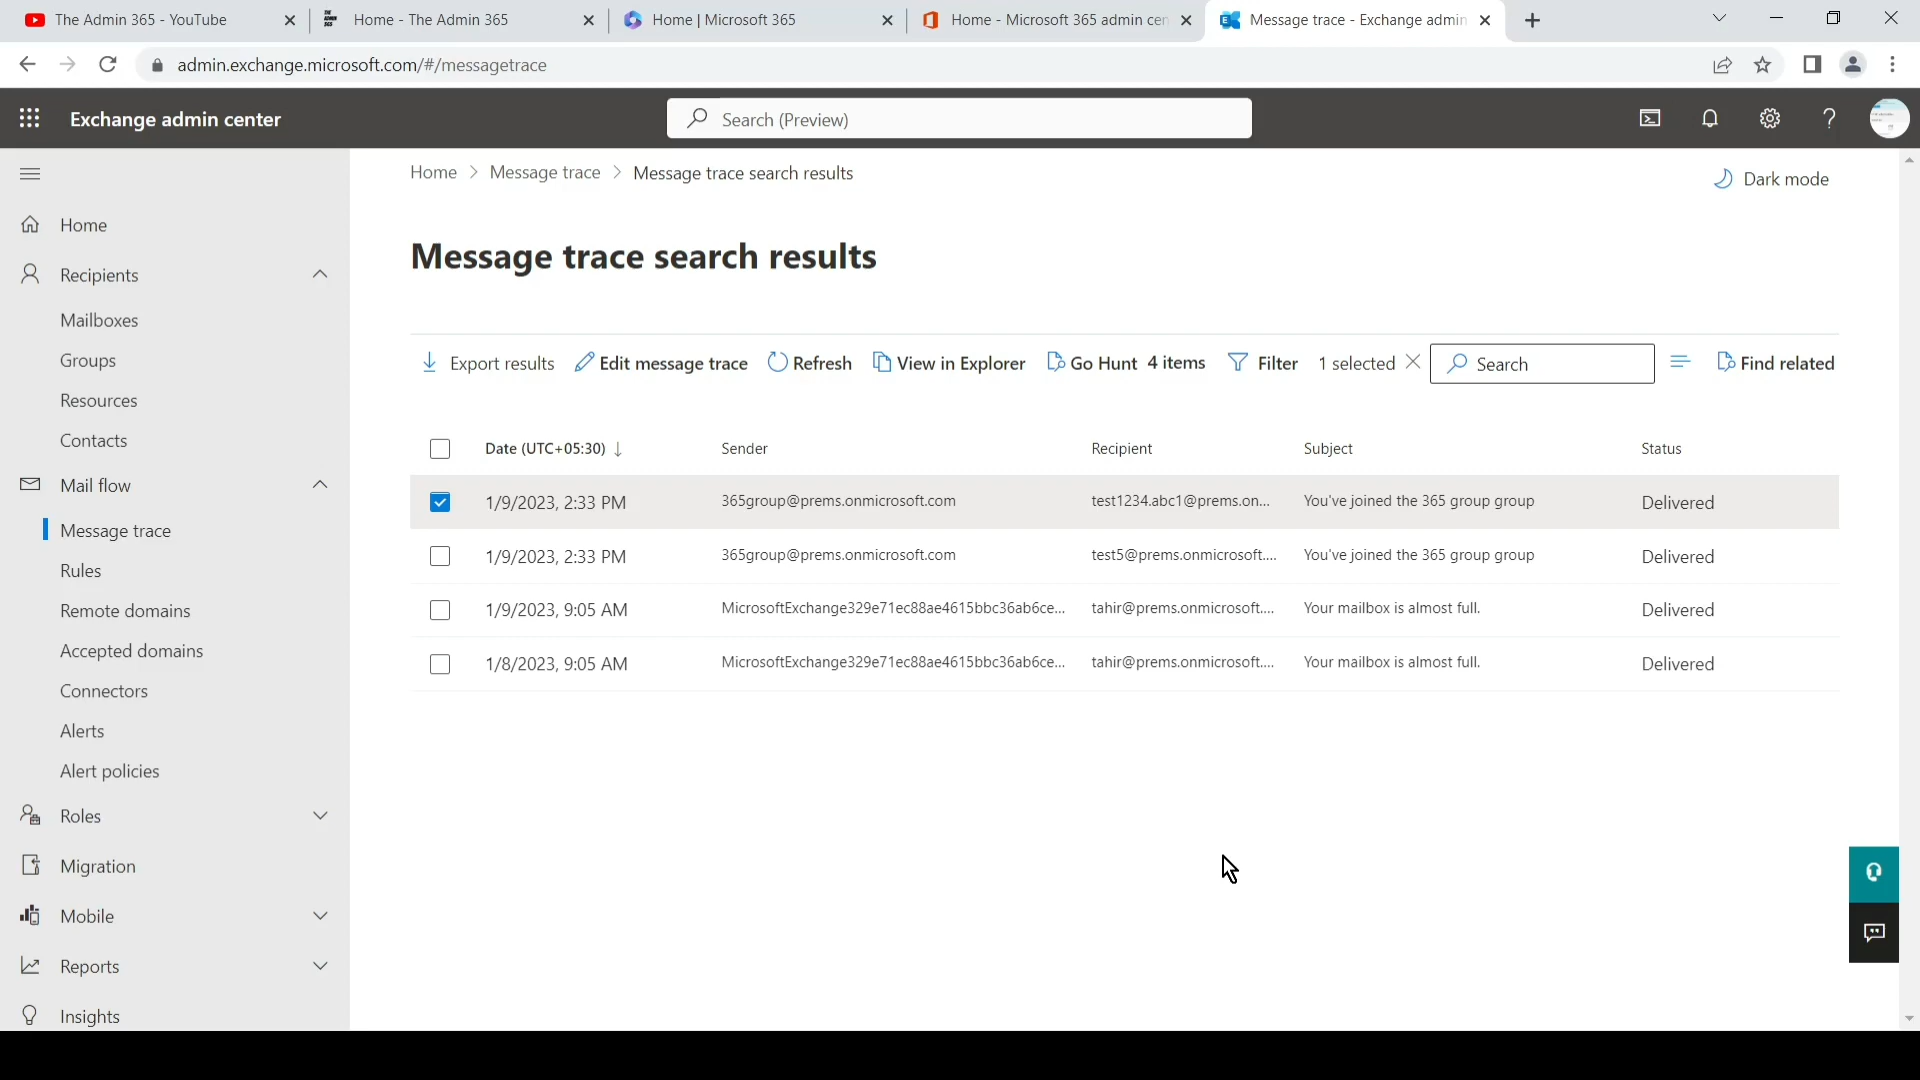 The Admin 365 - YouTube
Home - The Admin 365
Home | Microsoft 365
Home - Microsoft 365 admin cen
Message trace - Exchange admin
admin.exchange.microsoft.com/#/messagetrace
Exchange admin center
Search (Preview)
Home > Message trace > Message trace search results
Dark mode
Home
Recipients
Mailboxes
Groups
Resources
Contacts
Mail flow
Message trace
Rules
Remote domains
Accepted domains
Connectors
Alerts
Alert policies
Roles
Migration
Mobile
Reports
Insights
Message trace search results
Export results Edit message trace Refresh View in Explorer Go Hunt 4 items Filter 1 selected Search Find related
Date (UTC+05:30) ↓ Sender Recipient Subject Status
1/9/2023, 2:33 PM 365group@prems.onmicrosoft.com test1234.abc1@prems.on... You've joined the 365 group group Delivered
1/9/2023, 2:33 PM 365group@prems.onmicrosoft.com test5@prems.onmicrosoft.... You've joined the 365 group group Delivered
1/9/2023, 9:05 AM MicrosoftExchange329e71ec88ae4615bbc36ab6ce... tahir@prems.onmicrosoft.... Your mailbox is almost full. Delivered
1/8/2023, 9:05 AM MicrosoftExchange329e71ec88ae4615bbc36ab6ce... tahir@prems.onmicrosoft.... Your mailbox is almost full. Delivered